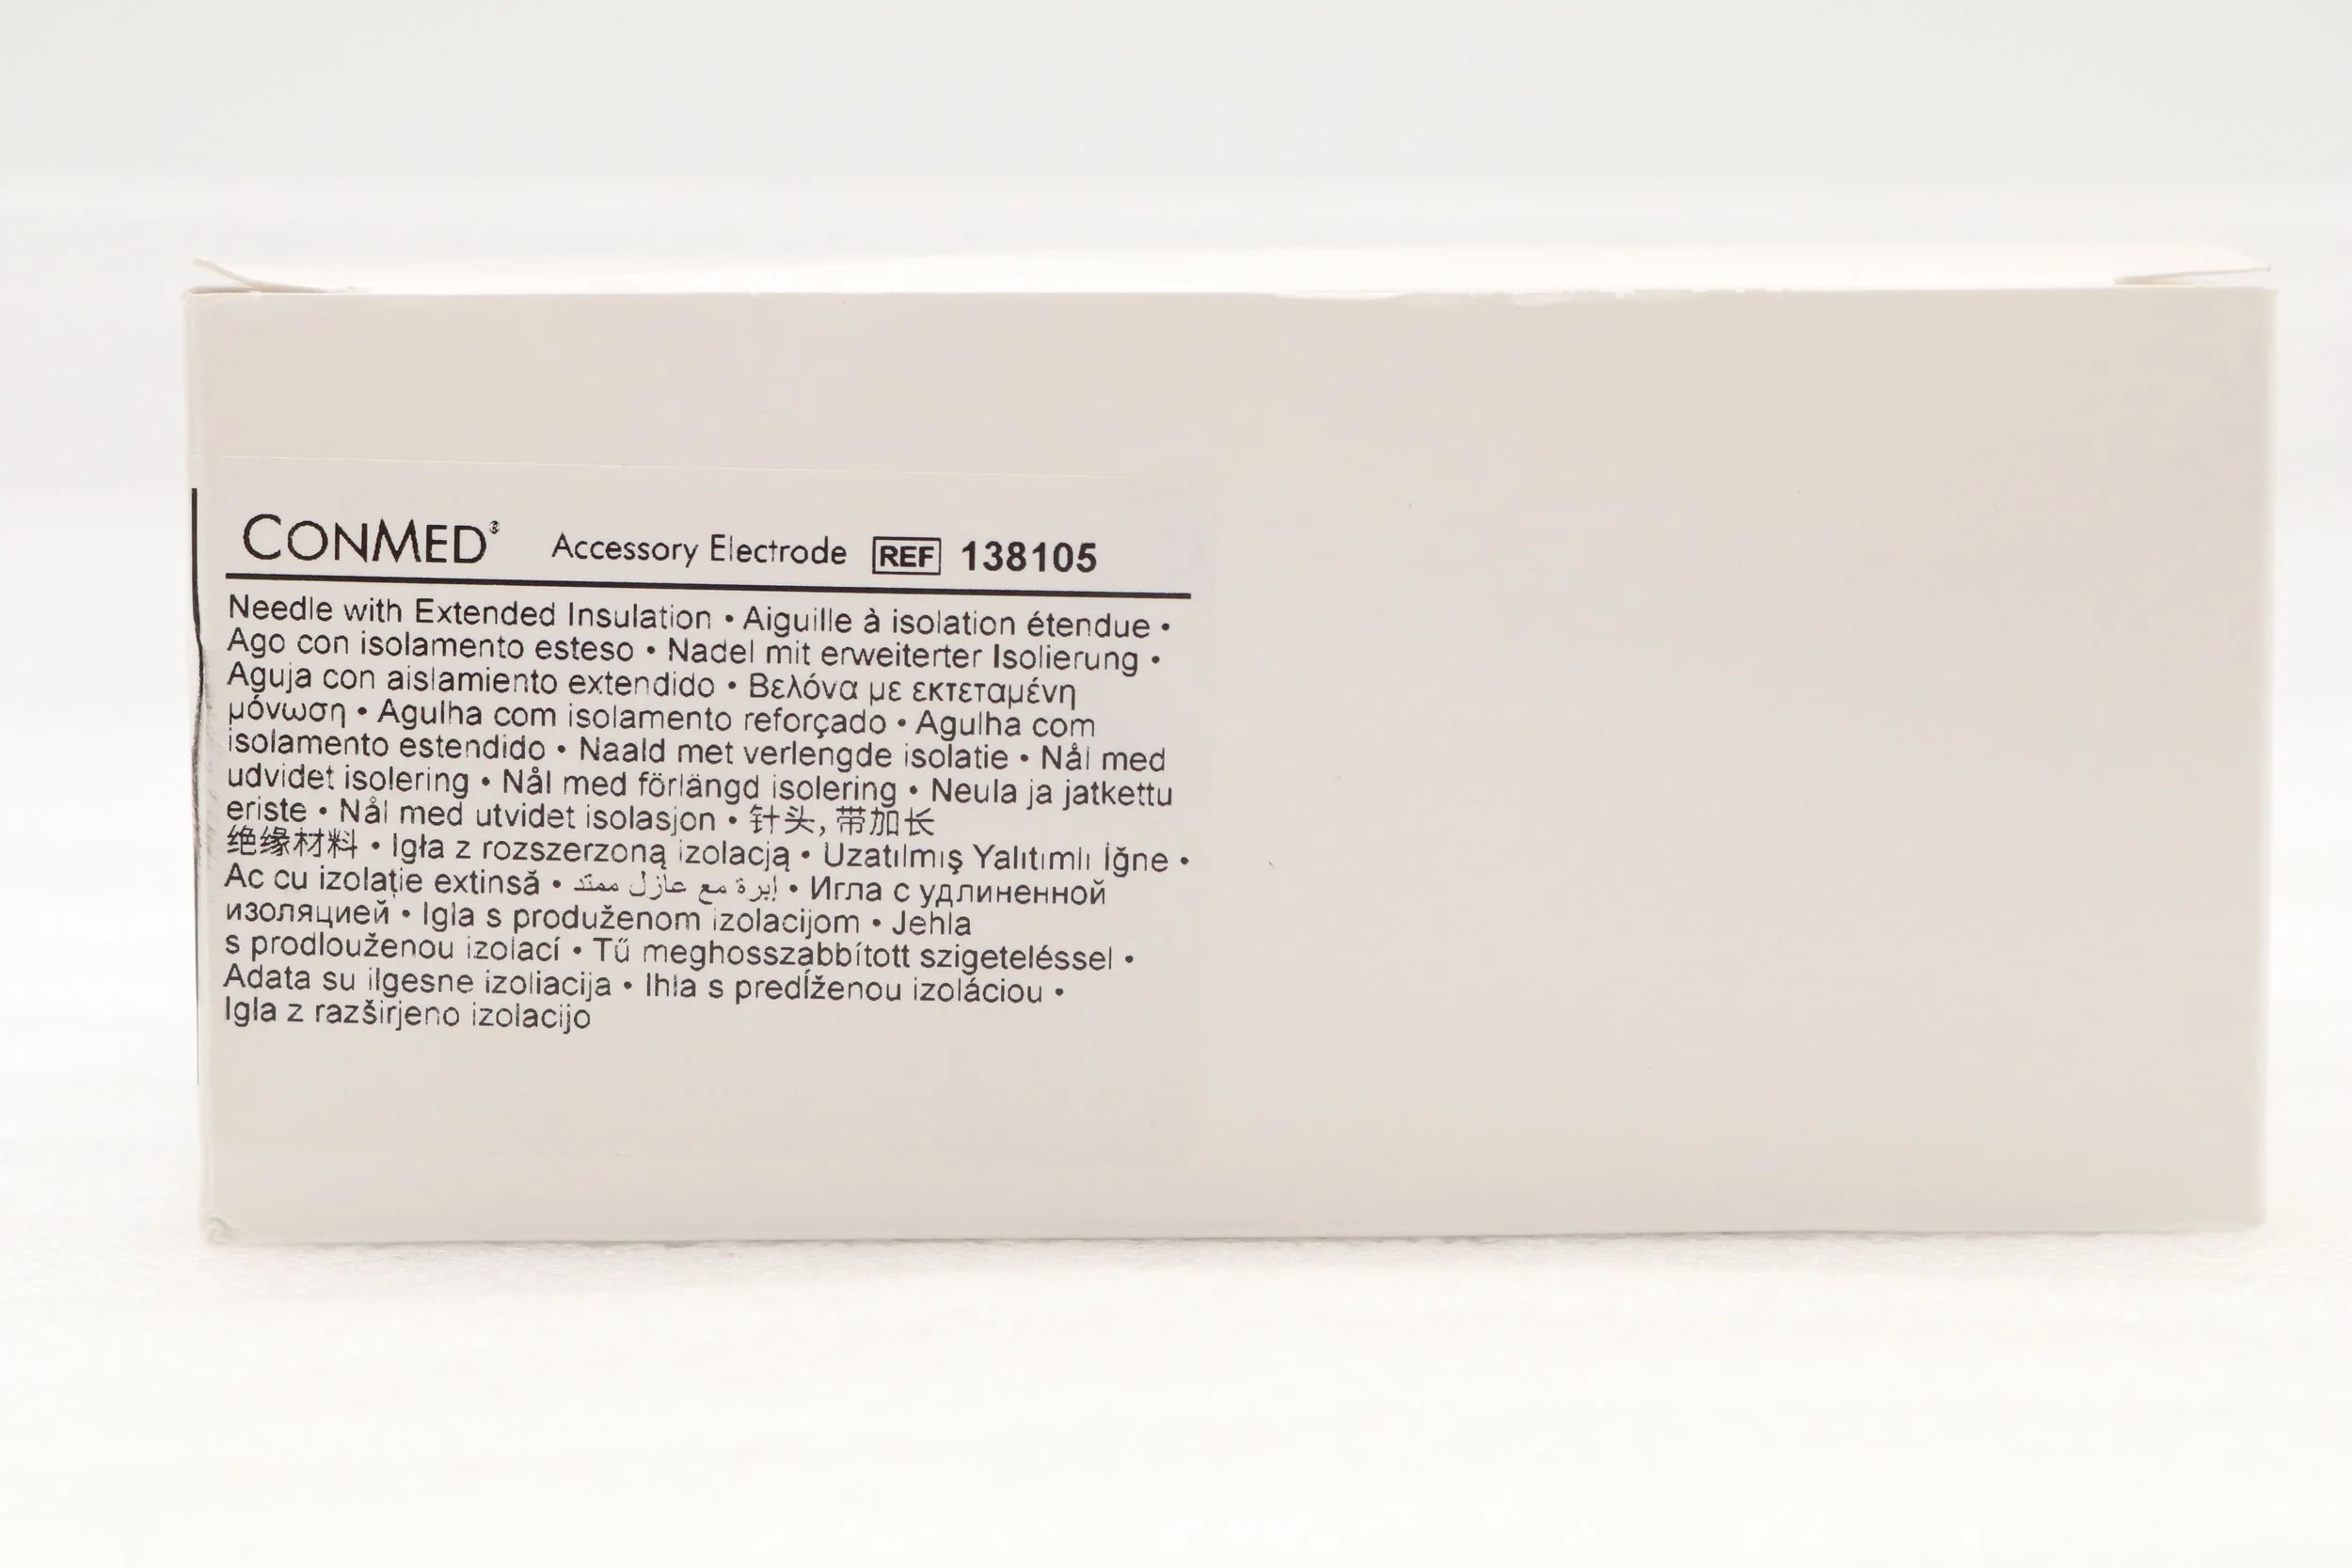 CONMED® Accessory Electrode REF 138105
Needle with Extended Insulation • Aiguille à isolation étendue •
Ago con isolamento esteso • Nadel mit erweiterter Isolierung •
Aguja con aislamiento extendido • Βελόνα με εκτεταμένη
μόνωση • Agulha com isolamento reforçado • Agulha com
isolamento estendido • Naald met verlengde isolatie • Nål med
udvidet isolering • Nål med förlängd isolering • Neula ja jatkettu
eriste • Nål med utvidet isolasjon • 针头, 带加长
绝缘材料 • Igła z rozszerzoną izolacją • Uzatılmış Yalıtımlı İğne •
Ac cu izolație extinsă • إبرة مع عازل ممتد • Игла с удлиненной
изоляцией • Igla s produženom izolacijom • Jehla
s prodlouženou izolací • Tű meghosszabbított szigeteléssel •
Adata su ilgesne izoliacija • Ihla s predĺženou izoláciou •
Igla z razširjeno izolacijo